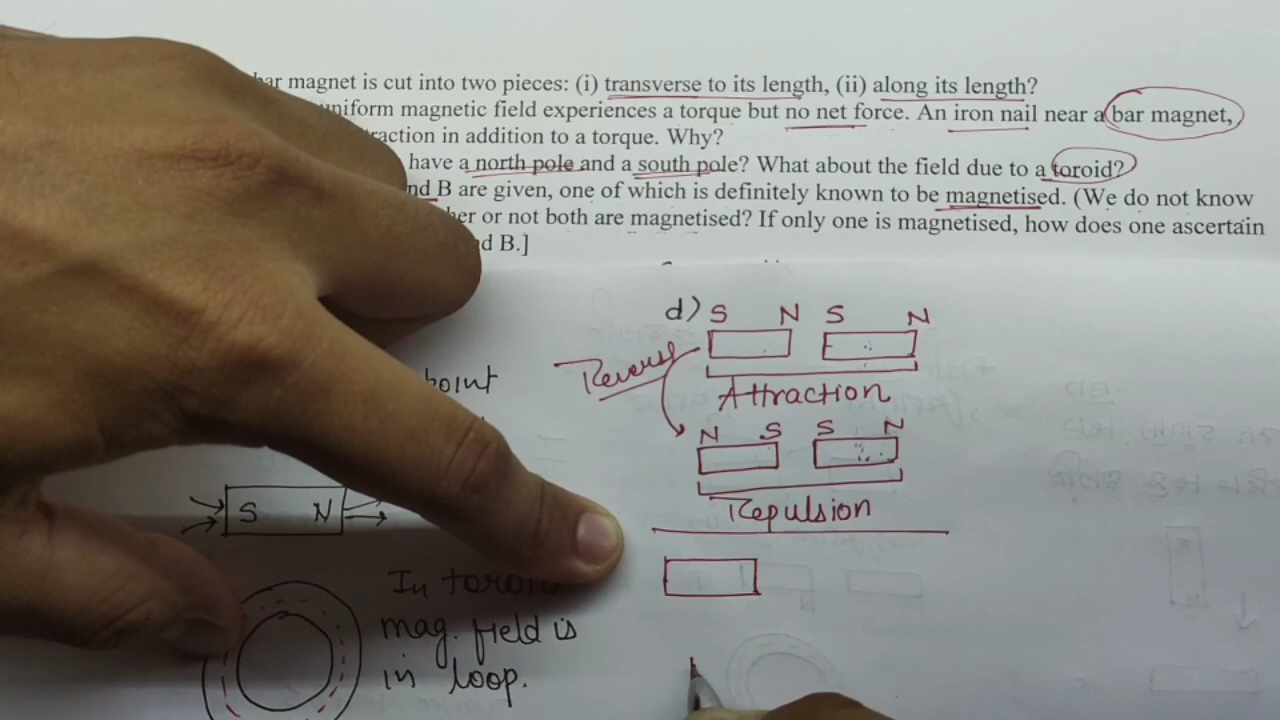 bar magnet is cut into two pieces: (i) transverse to its length, (ii) along its length?
uniform magnetic field experiences a torque but no net force. An iron nail near a bar magnet,
in addition to a torque. Why?
have a north pole and a south pole? What about the field due to a toroid?
B are given, one of which is definitely known to be magnetised. (We do not know
or not both are magnetised? If only one is magnetised, how does one ascertain
B.]
d) S N S N
Reverse
Attraction
point
N S S N
Repulsion
S N
In toroid
mag. field is
in loop.